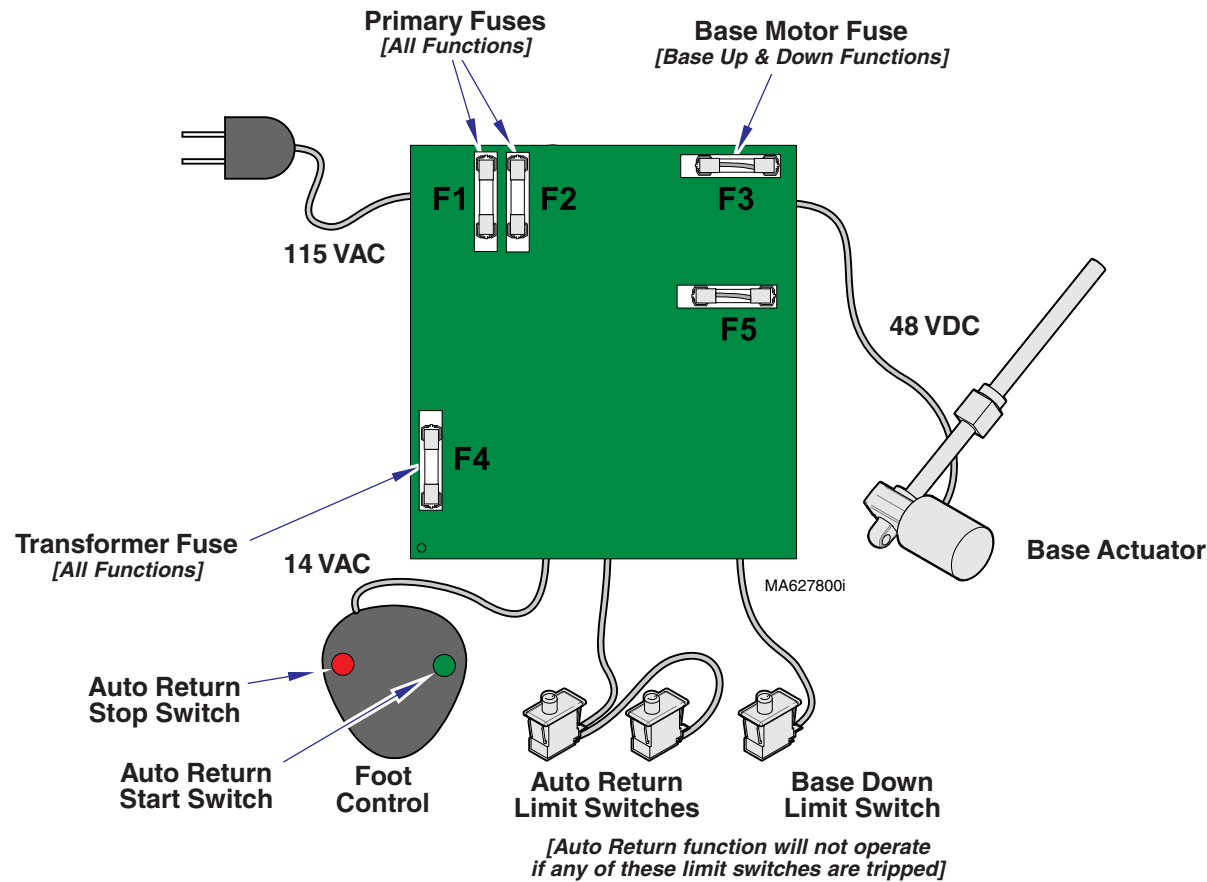 Primary Fuses
[All Functions]
Base Motor Fuse
[Base Up & Down Functions]
F1
F2
F3
115 VAC
F5
48 VDC
F4
Transformer Fuse
[All Functions]
14 VAC
Base Actuator
MA627800i
Auto Return
Stop Switch
Auto Return
Start Switch
Foot
Control
Auto Return
Limit Switches
Base Down
Limit Switch
[Auto Return function will not operate
if any of these limit switches are tripped]